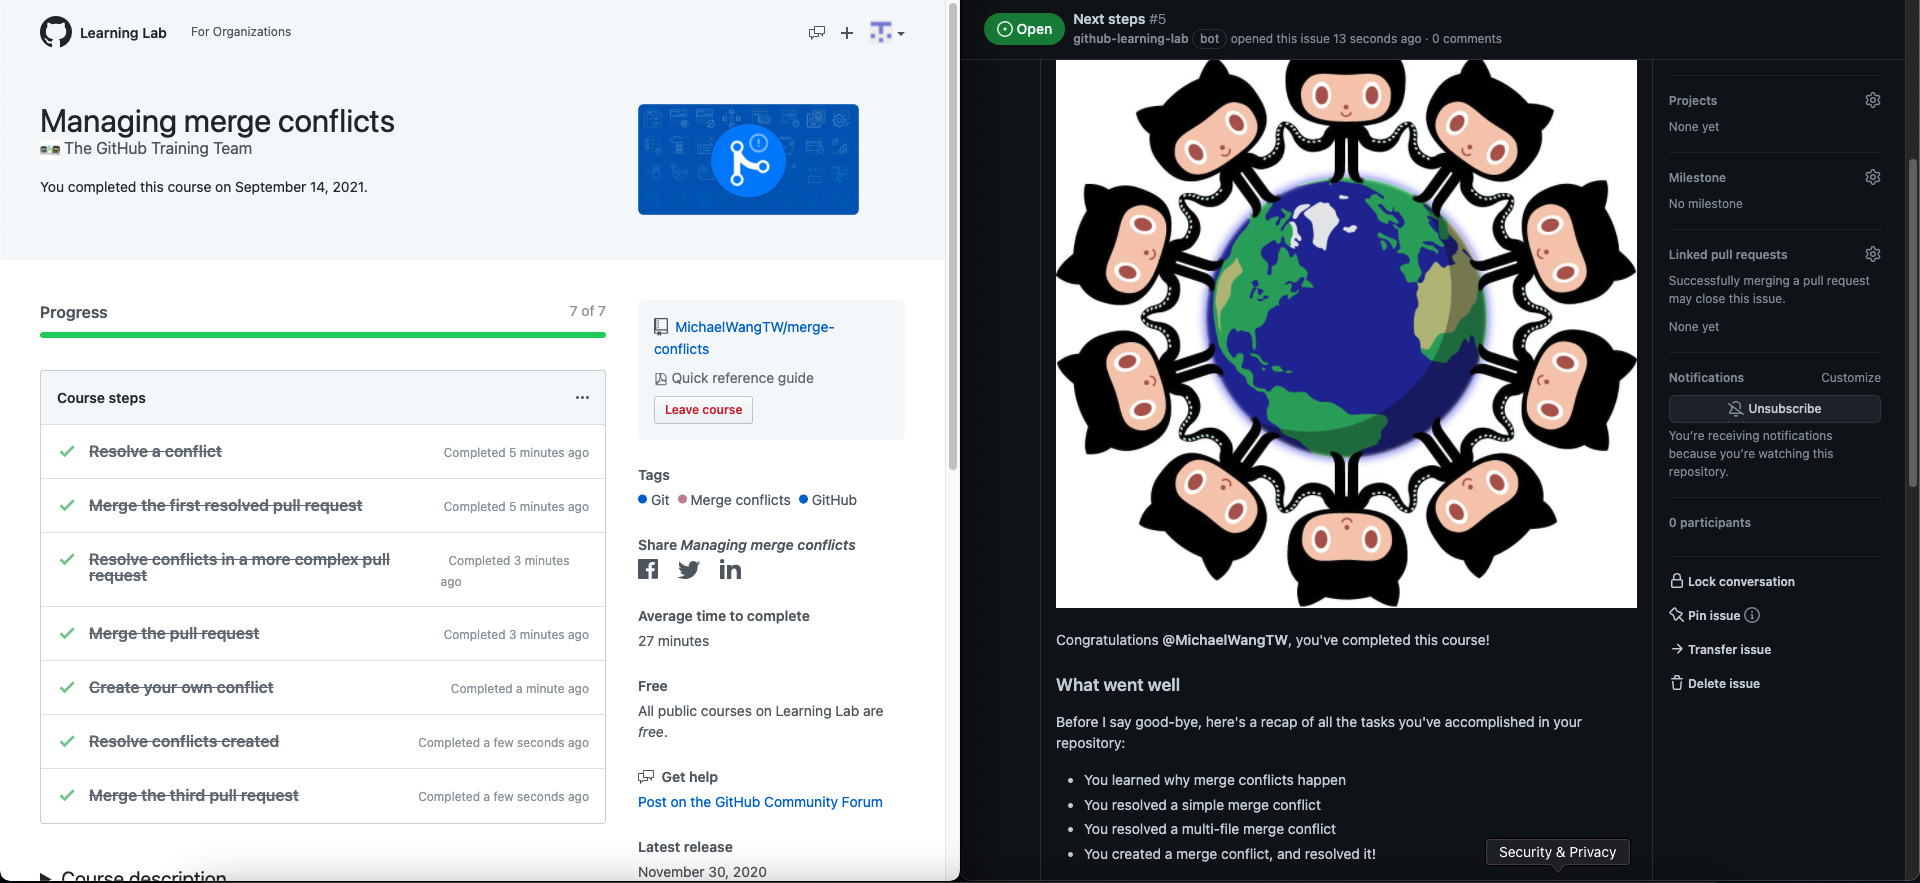 Learning Lab
For Organizations
Managing merge conflicts
The GitHub Training Team
You completed this course on September 14, 2021.
Progress
7 of 7
Course steps
Resolve a conflict
Completed 5 minutes ago
Merge the first resolved pull request
Completed 5 minutes ago
Resolve conflicts in a more complex pull
request
Completed 3 minutes
ago
Merge the pull request
Completed 3 minutes ago
Create your own conflict
Completed a minute ago
Resolve conflicts created
Completed a few seconds ago
Merge the third pull request
Completed a few seconds ago
Course description
MichaelWangTW/merge-
conflicts
Quick reference guide
Leave course
Tags
Git
Merge conflicts
GitHub
Share Managing merge conflicts
Average time to complete
27 minutes
Free
All public courses on Learning Lab are
free.
Get help
Post on the GitHub Community Forum
Latest release
November 30, 2020
Open
Next steps #5
github-learning-lab bot opened this issue 13 seconds ago · 0 comments
Congratulations @MichaelWangTW, you've completed this course!
What went well
Before I say good-bye, here's a recap of all the tasks you've accomplished in your
repository:
• You learned why merge conflicts happen
• You resolved a simple merge conflict
• You resolved a multi-file merge conflict
• You created a merge conflict, and resolved it!
Security & Privacy
Projects
None yet
Milestone
No milestone
Linked pull requests
Successfully merging a pull request
may close this issue.
None yet
Notifications
Customize
Unsubscribe
You're receiving notifications
because you're watching this
repository.
0 participants
Lock conversation
Pin issue
Transfer issue
Delete issue